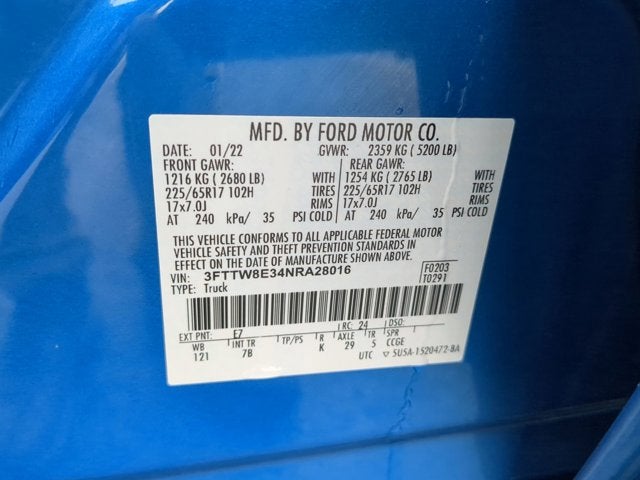 MFD. BY FORD MOTOR CO.
DATE: 01/22 GVWR: 2359 KG ( 5200 LB)
FRONT GAWR: REAR GAWR:
1216 KG ( 2680 LB) WITH 1254 KG ( 2765 LB) WITH
225/65R17 102H TIRES 225/65R17 102H TIRES
17x7.0J RIMS 17x7.0J RIMS
AT 240 kPa/ 35 PSI COLD AT 240 kPa/ 35 PSI COLD
THIS VEHICLE CONFORMS TO ALL APPLICABLE FEDERAL MOTOR
VEHICLE SAFETY AND THEFT PREVENTION STANDARDS IN
EFFECT ON THE DATE OF MANUFACTURE SHOWN ABOVE.
VIN: 3FTTW8E34NRA28016 F0203
TYPE: Truck T0291
EXT PNT: E7 RC: 24 DSO:
WB INT TR TP/PS R AXLE TR SPR
121 7B K 29 5 CCGE
UTC ▽ 5U5A-1520472-BA